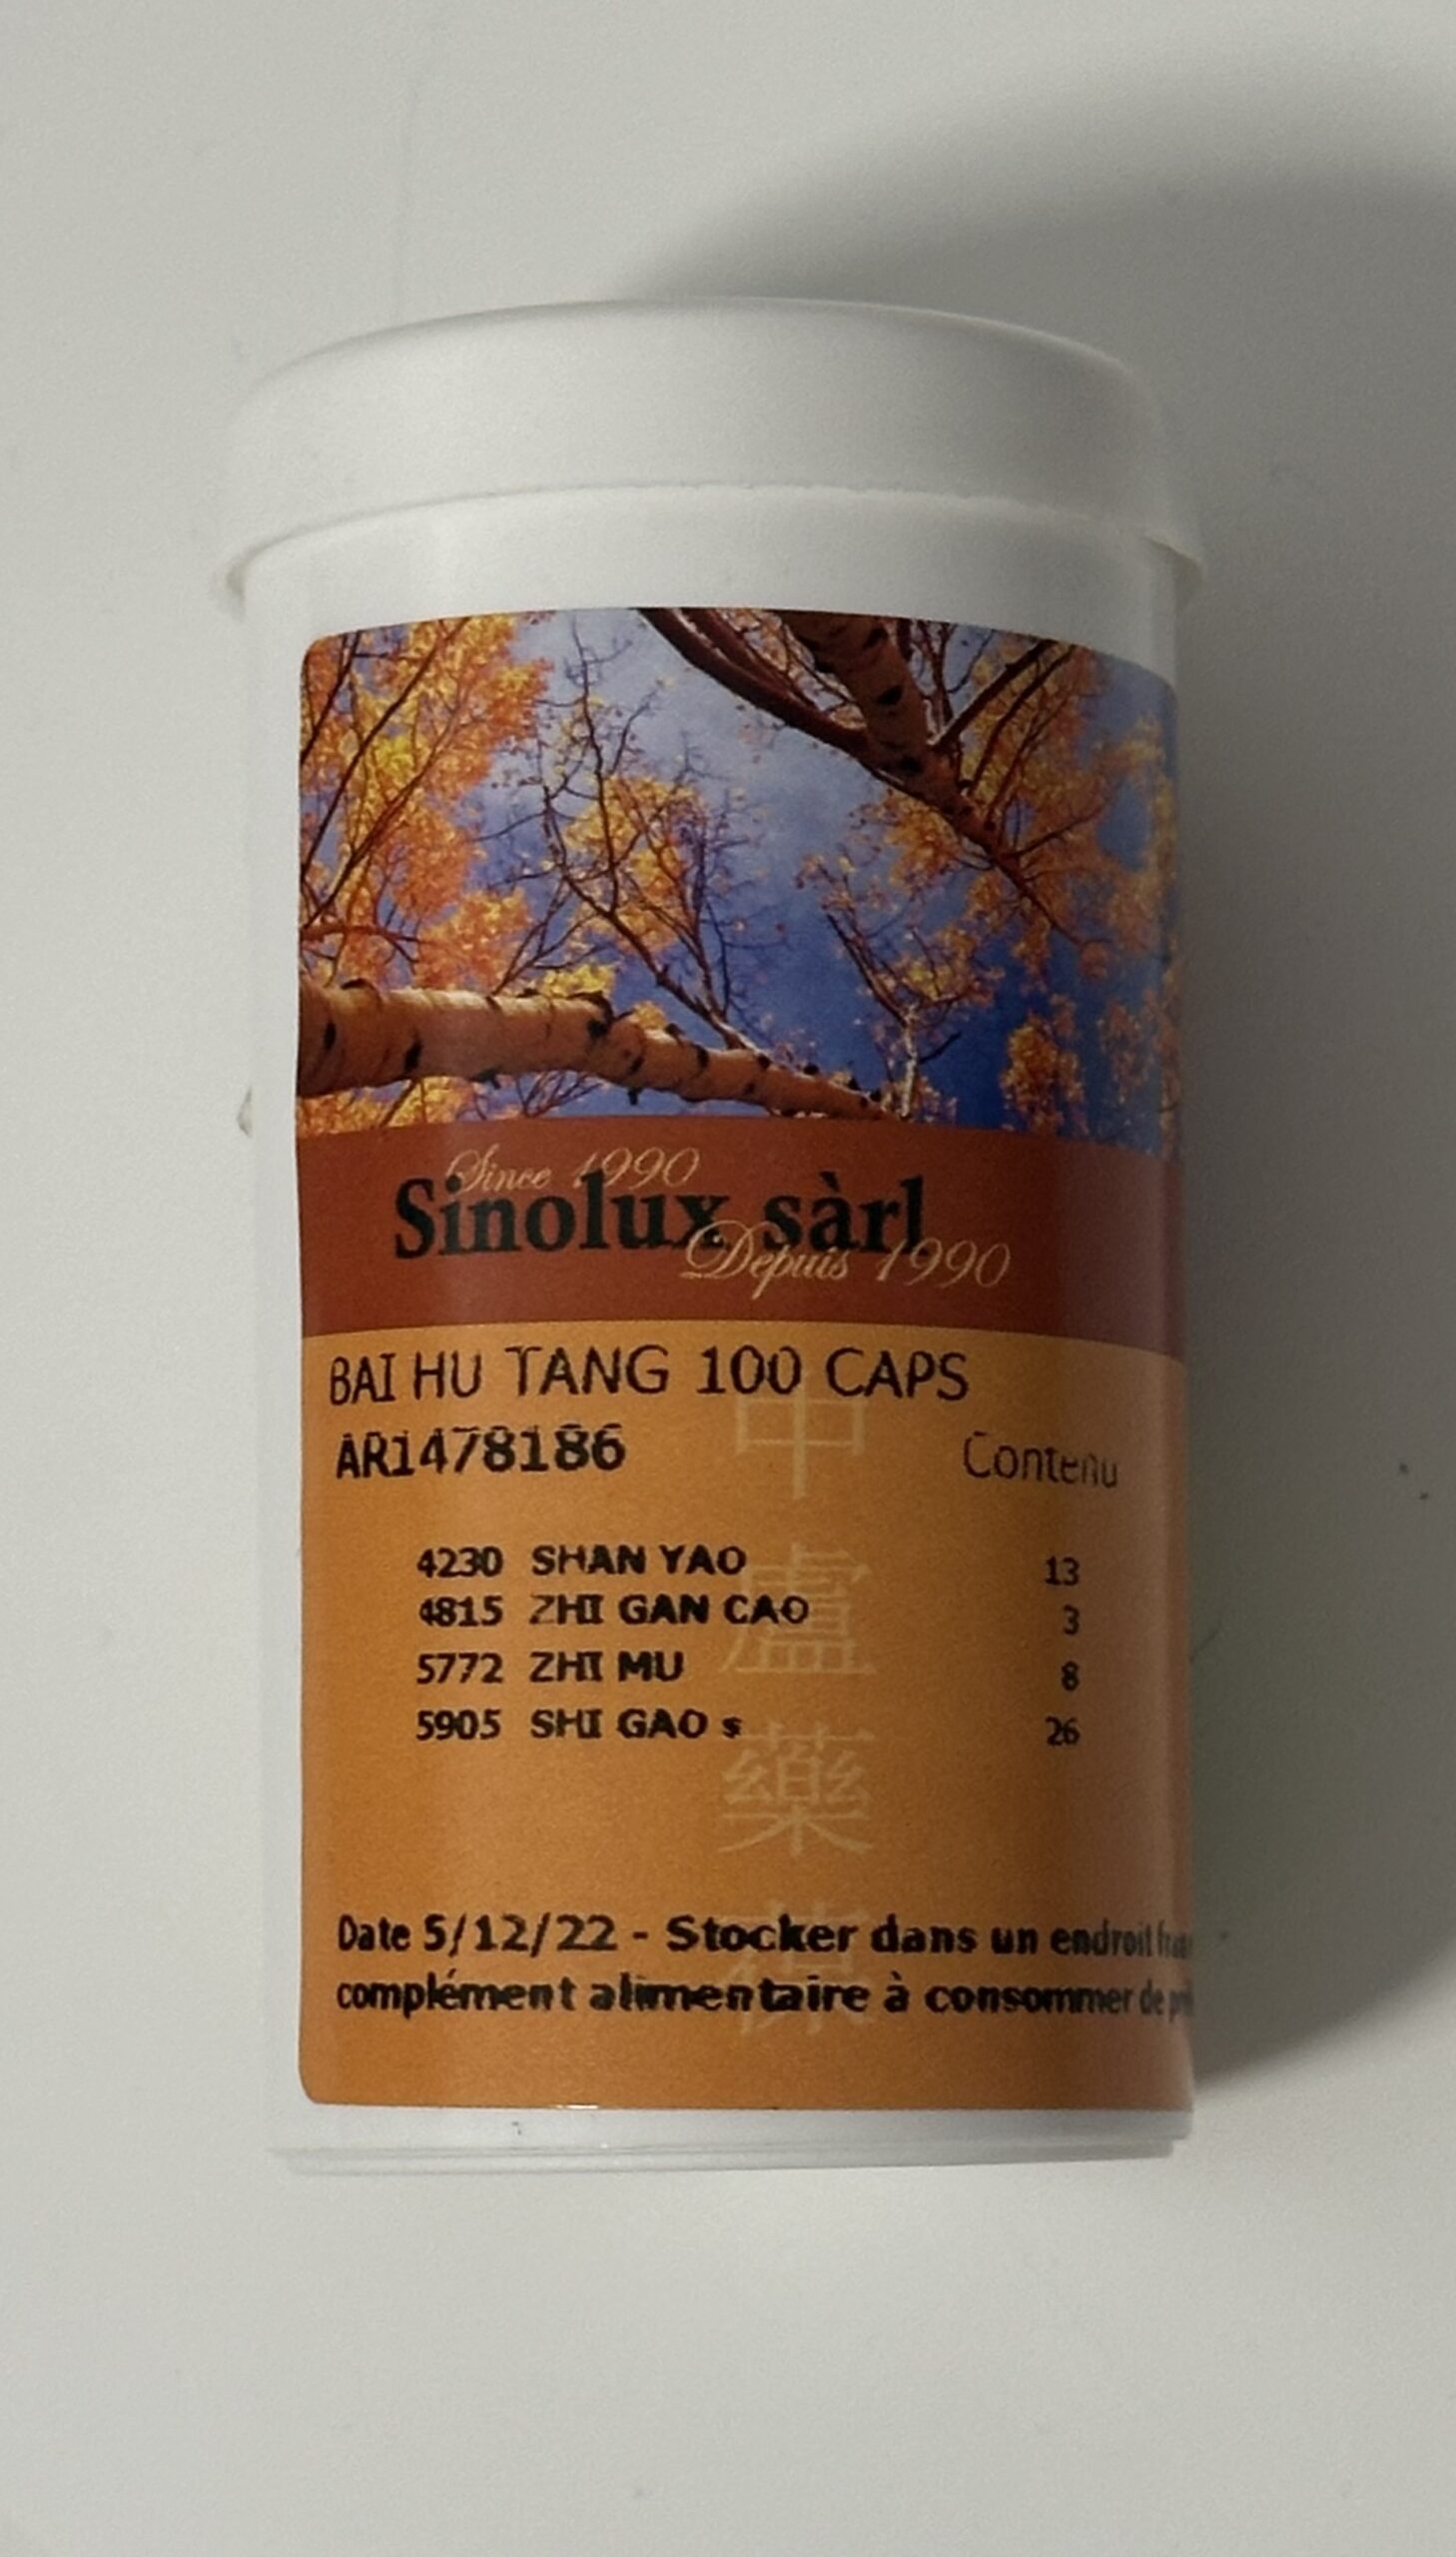 Since 1990
Sinolux sàrl
Depuis 1990
BAI HU TANG 100 CAPS
AR1478186 Contenu
4230 SHAN YAO 13
4815 ZHI GAN CAO 3
5772 ZHI MU 8
5905 SHI GAO s 26
Date 5/12/22 - Stocker dans un endroit
complément alimentaire à consommer de
中
盧
藥